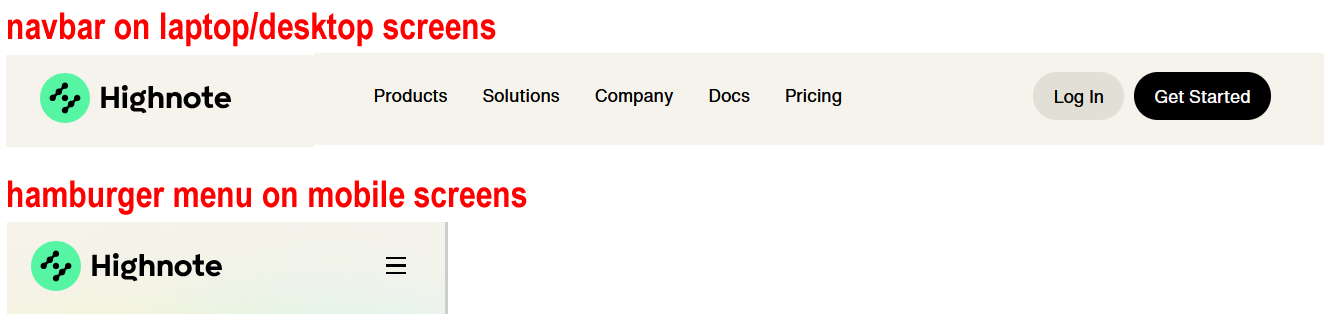 navbar on laptop/desktop screens
Highnote Products Solutions Company Docs Pricing Log In Get Started
hamburger menu on mobile screens
Highnote